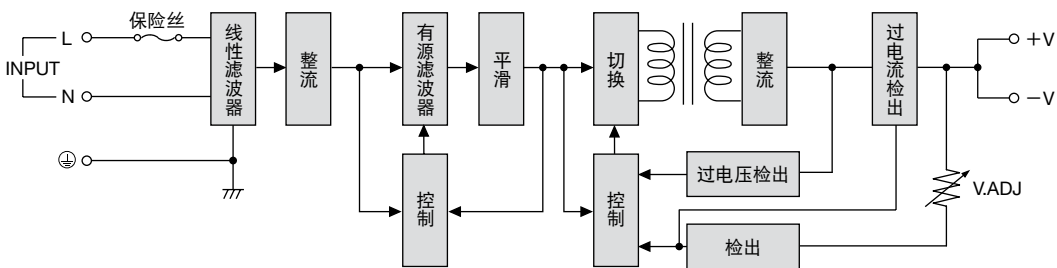 保险丝
L
INPUT
N
线性滤波器
整流
有源滤波器
平滑
切换
整流
过电流检出
+V
−V
控制
控制
过电压检出
检出
V.ADJ